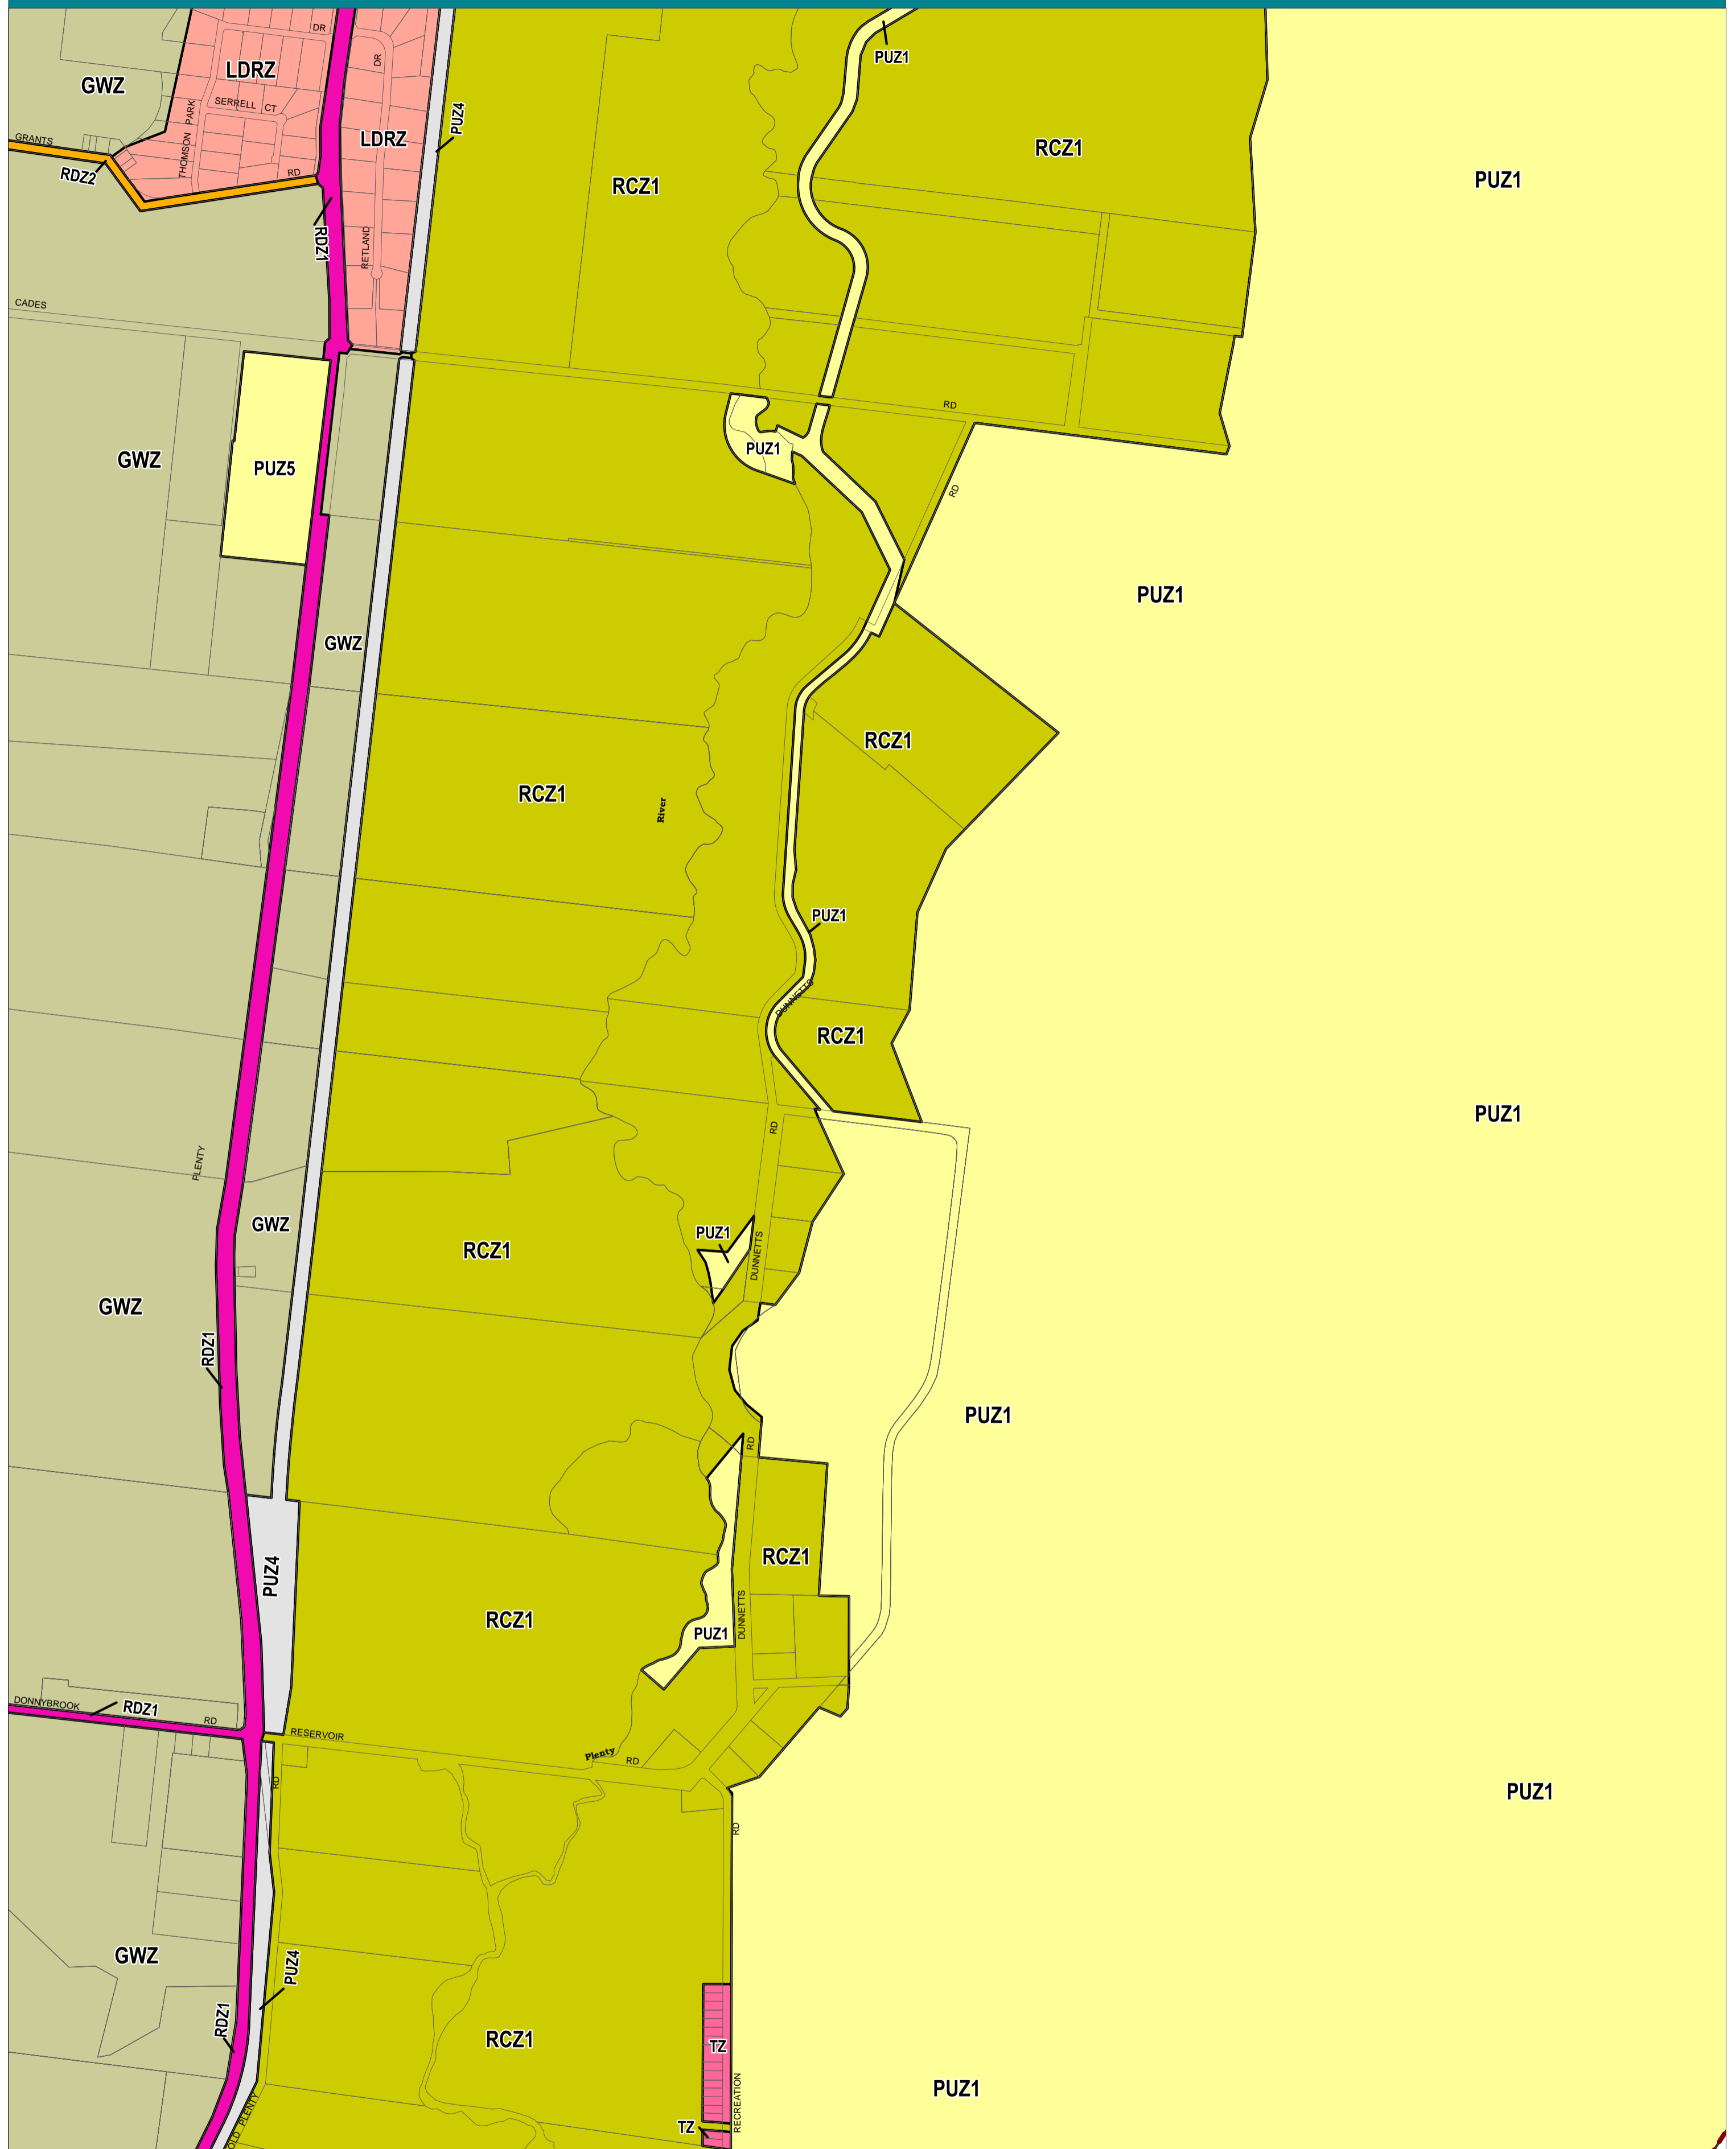 DR
PUZ1
LDRZ
DR
GWZ
SERRELL CT
PARK
PUZ4
LDRZ
GRANTS
THOMSON
RCZ1
RDZ2
RD
RCZ1
PUZ1
RDZ1
RETLAND
CADES
RD
PUZ1
GWZ
PUZ5
RD
PUZ1
GWZ
RCZ1
RCZ1
River
PUZ1
DUNNETTS
RCZ1
PUZ1
RD
PLENTY
GWZ
PUZ1
RCZ1
DUNNETTS
GWZ
RDZ1
PUZ1
RD
RCZ1
PUZ4
RCZ1
DUNNETTS
PUZ1
DONNYBROOK
RDZ1
RD
RESERVOIR
Plenty
RD
RD
PUZ1
RD
GWZ
PUZ4
RDZ1
RCZ1
TZ
PUZ1
RECREATION
OLD PLENTY
TZ